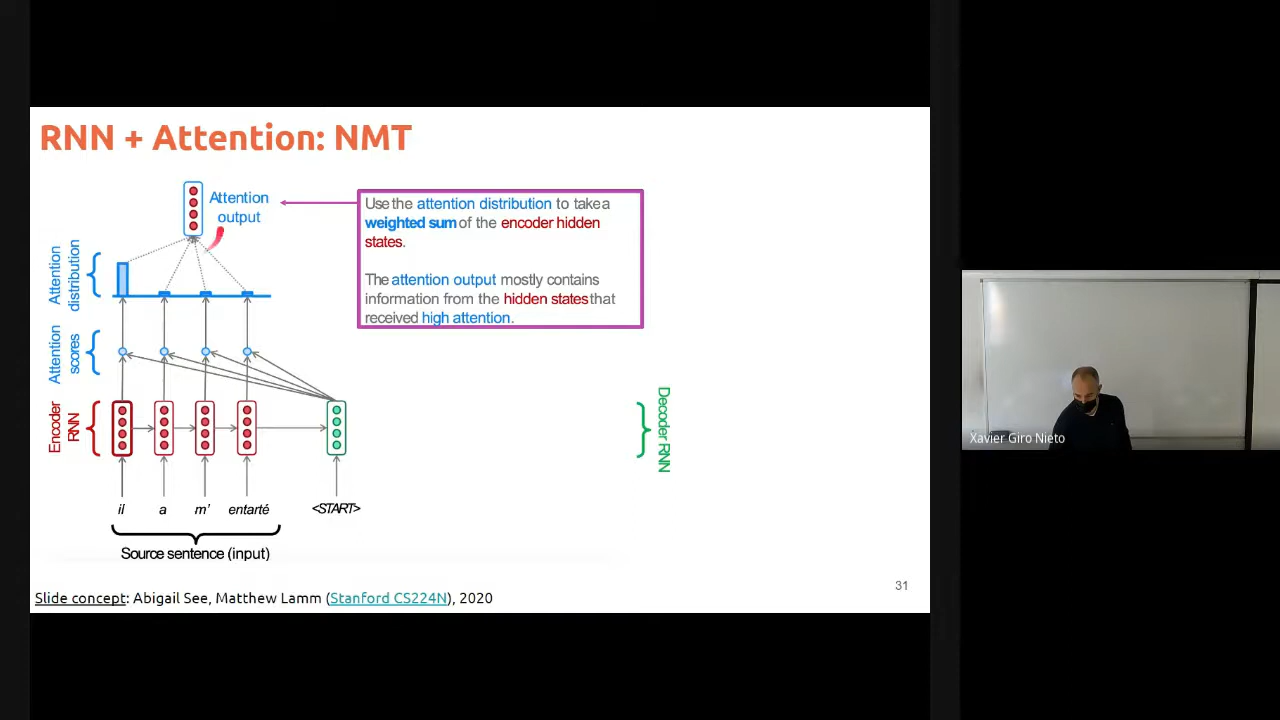 RNN + Attention: NMT
Attention
output
Use the attention distribution to take a
weighted sum of the encoder hidden
states.
The attention output mostly contains
information from the hidden states that
received high attention.
Attention
distribution
Attention
scores
Encoder
RNN
Decoder RNN
il
a
m'
entarté
<START>
Source sentence (input)
31
Slide concept: Abigail See, Matthew Lamm (Stanford CS224N), 2020
Xavier Giro Nieto